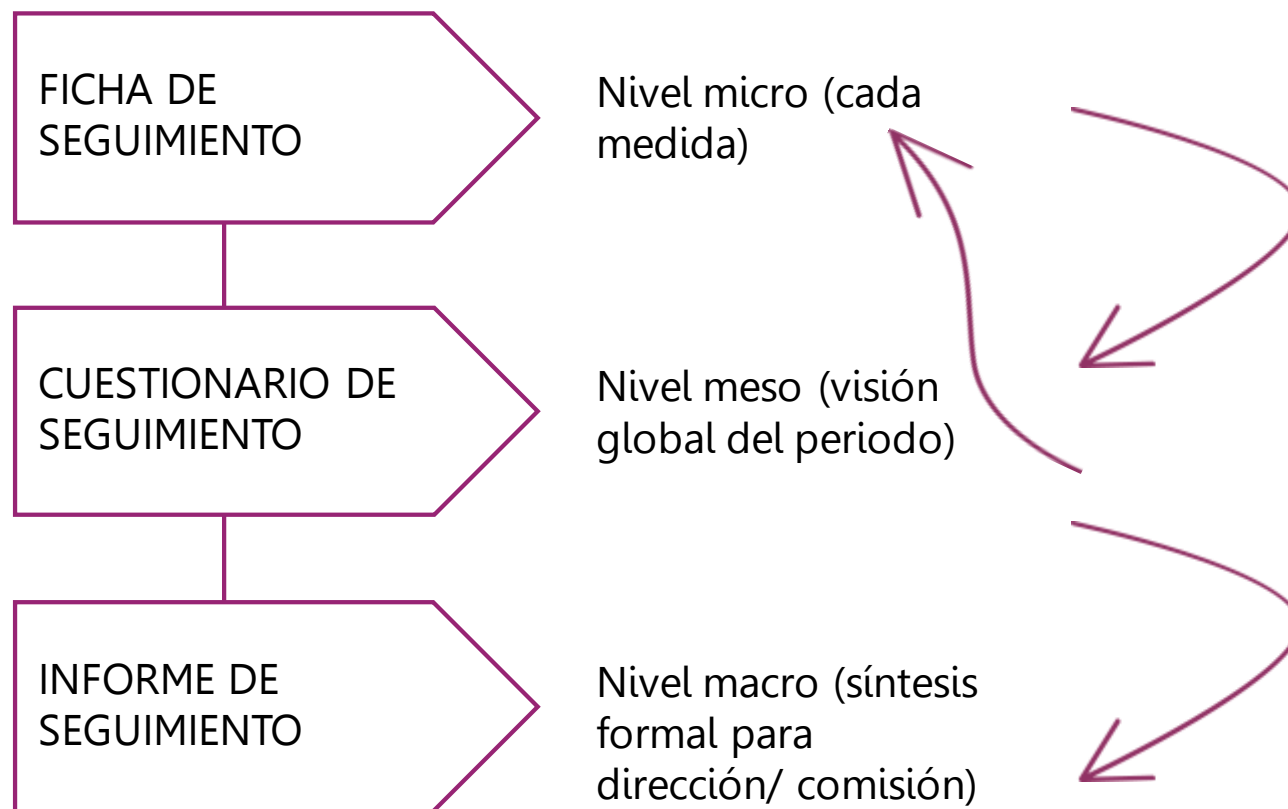 FICHA DE
SEGUIMIENTO
Nivel micro (cada
medida)
CUESTIONARIO DE
SEGUIMIENTO
Nivel meso (visión
global del periodo)
INFORME DE
SEGUIMIENTO
Nivel macro (síntesis
formal para
dirección/ comisión)